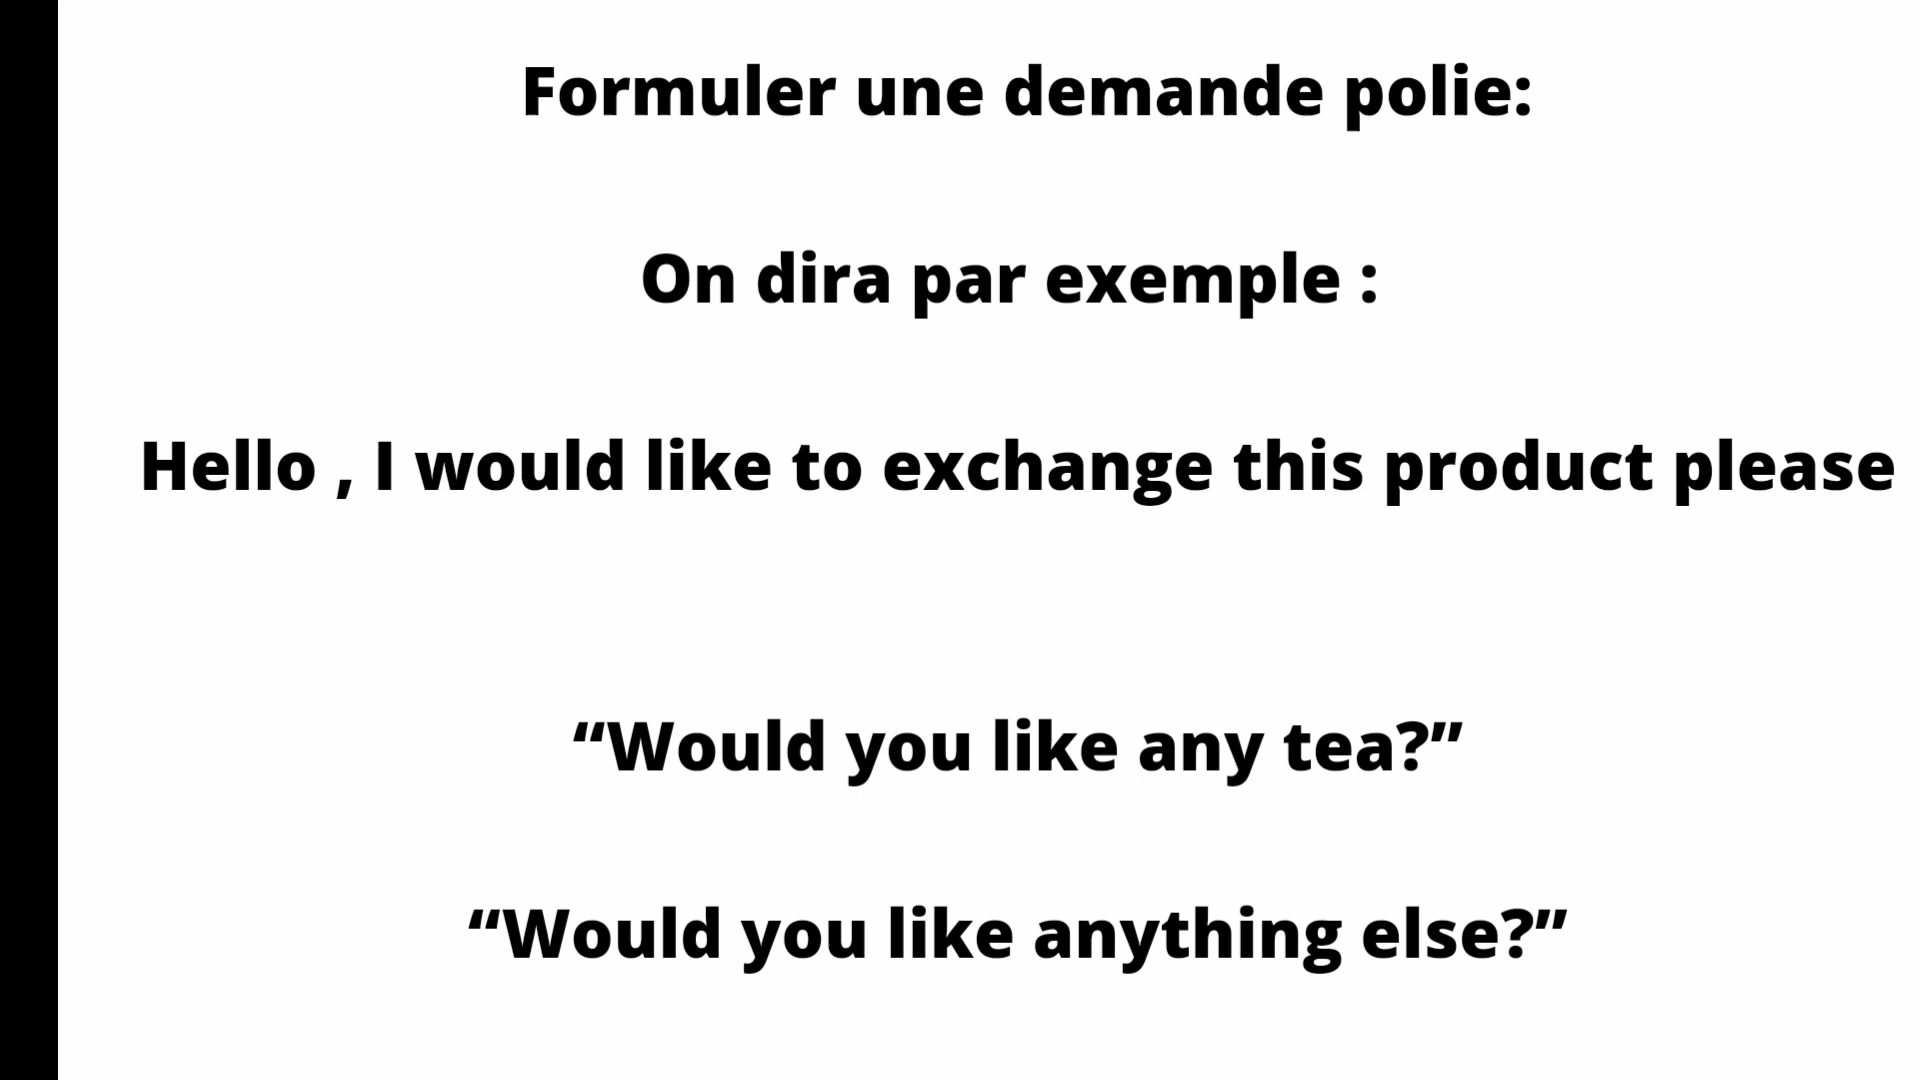 Formuler une demande polie:
On dira par exemple :
Hello , I would like to exchange this product please
“Would you like any tea?”
“Would you like anything else?”